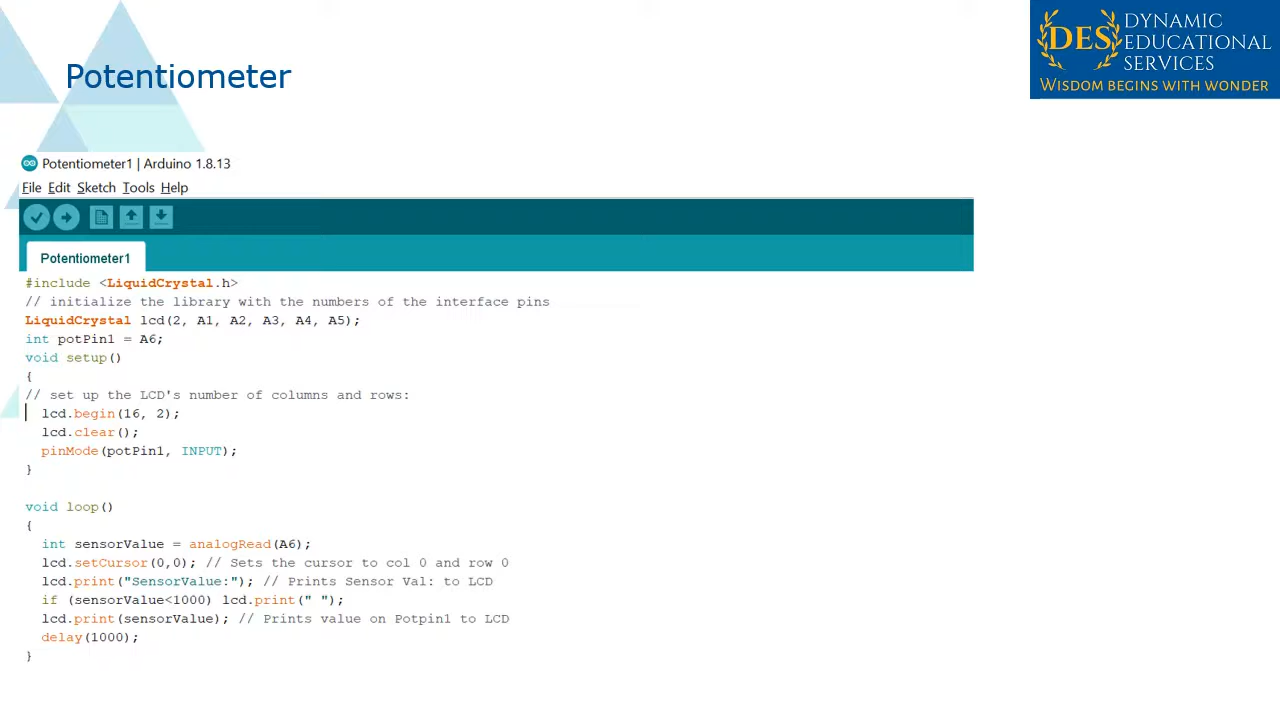 Potentiometer
DES
DYNAMIC
EDUCATIONAL
SERVICES
WISDOM BEGINS WITH WONDER
Potentiometer1 | Arduino 1.8.13
File Edit Sketch Tools Help
Potentiometer1
#include <LiquidCrystal.h>
// initialize the library with the numbers of the interface pins
LiquidCrystal lcd(2, A1, A2, A3, A4, A5);
int potPin1 = A6;
void setup()
{
// set up the LCD's number of columns and rows:
  lcd.begin(16, 2);
  lcd.clear();
  pinMode(potPin1, INPUT);
}
void loop()
{
  int sensorValue = analogRead(A6);
  lcd.setCursor(0,0); // Sets the cursor to col 0 and row 0
  lcd.print("SensorValue:"); // Prints Sensor Val: to LCD
  if (sensorValue<1000) lcd.print(" ");
  lcd.print(sensorValue); // Prints value on Potpin1 to LCD
  delay(1000);
}